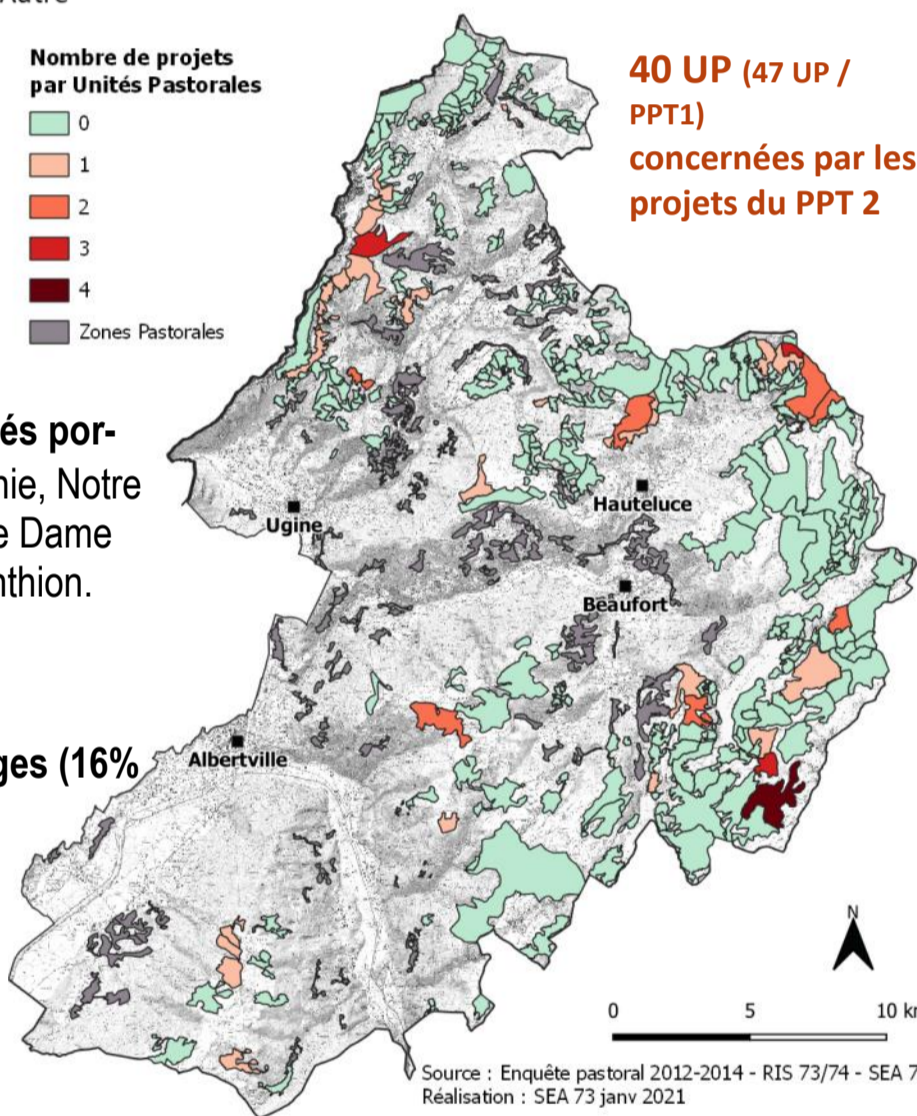 Autre
Nombre de projets
par Unités Pastorales
0
1
2
3
4
Zones Pastorales
40 UP (47 UP /
PPT1)
concernées par les
projets du PPT 2
és por-
nie, Notre
e Dame
nthion.
ges (16%
Ugine
Hauteluce
Beaufort
Albertville
N
0 5 10 km
Source : Enquête pastoral 2012-2014 - RIS 73/74 - SEA 7
Réalisation : SEA 73 janv 2021